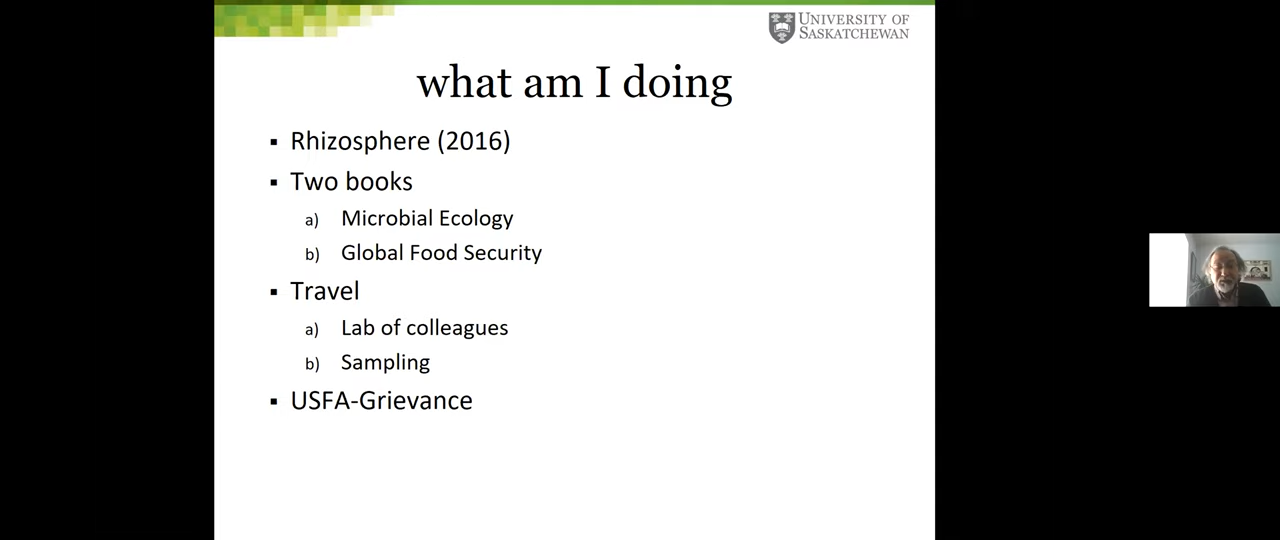 UNIVERSITY OF
SASKATCHEWAN
what am I doing
▪ Rhizosphere (2016)
▪ Two books
a) Microbial Ecology
b) Global Food Security
▪ Travel
a) Lab of colleagues
b) Sampling
▪ USFA-Grievance